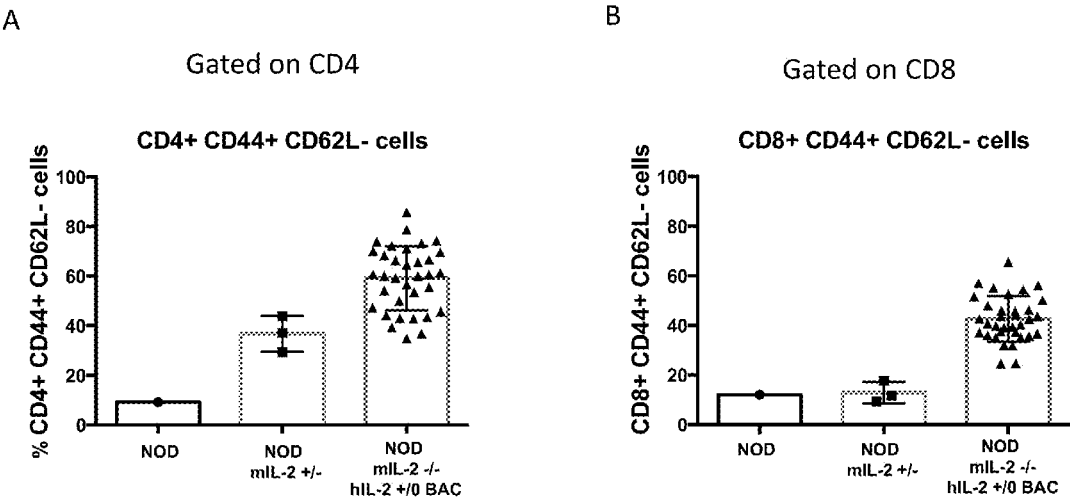 A
Gated on CD4
CD4+ CD44+ CD62L- cells
% CD4+ CD44+ CD62L- cells
100
80
60
40
20
0
NOD
NOD
mIL-2 +/-
NOD
mIL-2 -/-
hIL-2 +/0 BAC
B
Gated on CD8
CD8+ CD44+ CD62L- cells
CD8+ CD44+ CD62L- cells
100
80
60
40
20
0
NOD
NOD
mIL-2 +/-
NOD
mIL-2 -/-
hIL-2 +/0 BAC